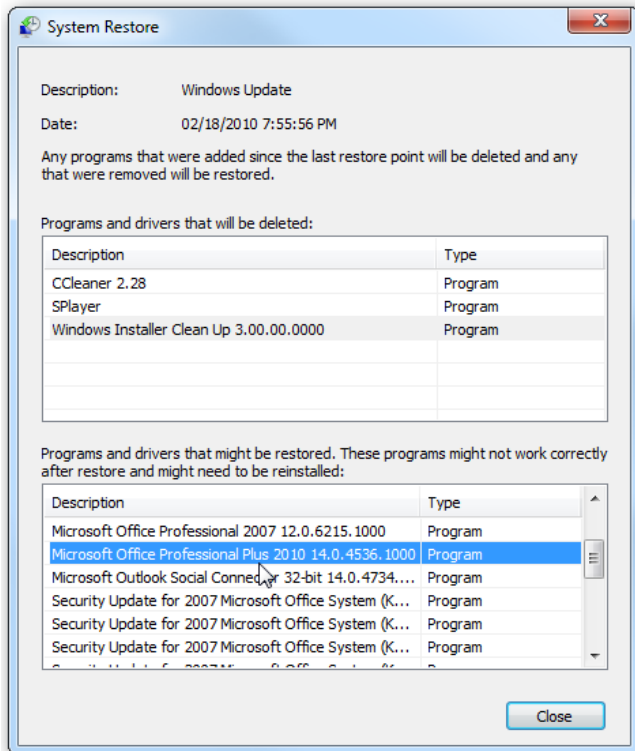 System Restore
Description: Windows Update
Date: 02/18/2010 7:55:56 PM
Any programs that were added since the last restore point will be deleted and any
that were removed will be restored.
Programs and drivers that will be deleted:
Description Type
CCleaner 2.28 Program
SPlayer Program
Windows Installer Clean Up 3.00.00.0000 Program
Programs and drivers that might be restored. These programs might not work correctly
after restore and might need to be reinstalled:
Description Type
Microsoft Office Professional 2007 12.0.6215.1000 Program
Microsoft Office Professional Plus 2010 14.0.4536.1000 Program
Microsoft Outlook Social Connector 32-bit 14.0.4734.... Program
Security Update for 2007 Microsoft Office System (K... Program
Security Update for 2007 Microsoft Office System (K... Program
Security Update for 2007 Microsoft Office System (K... Program
Close